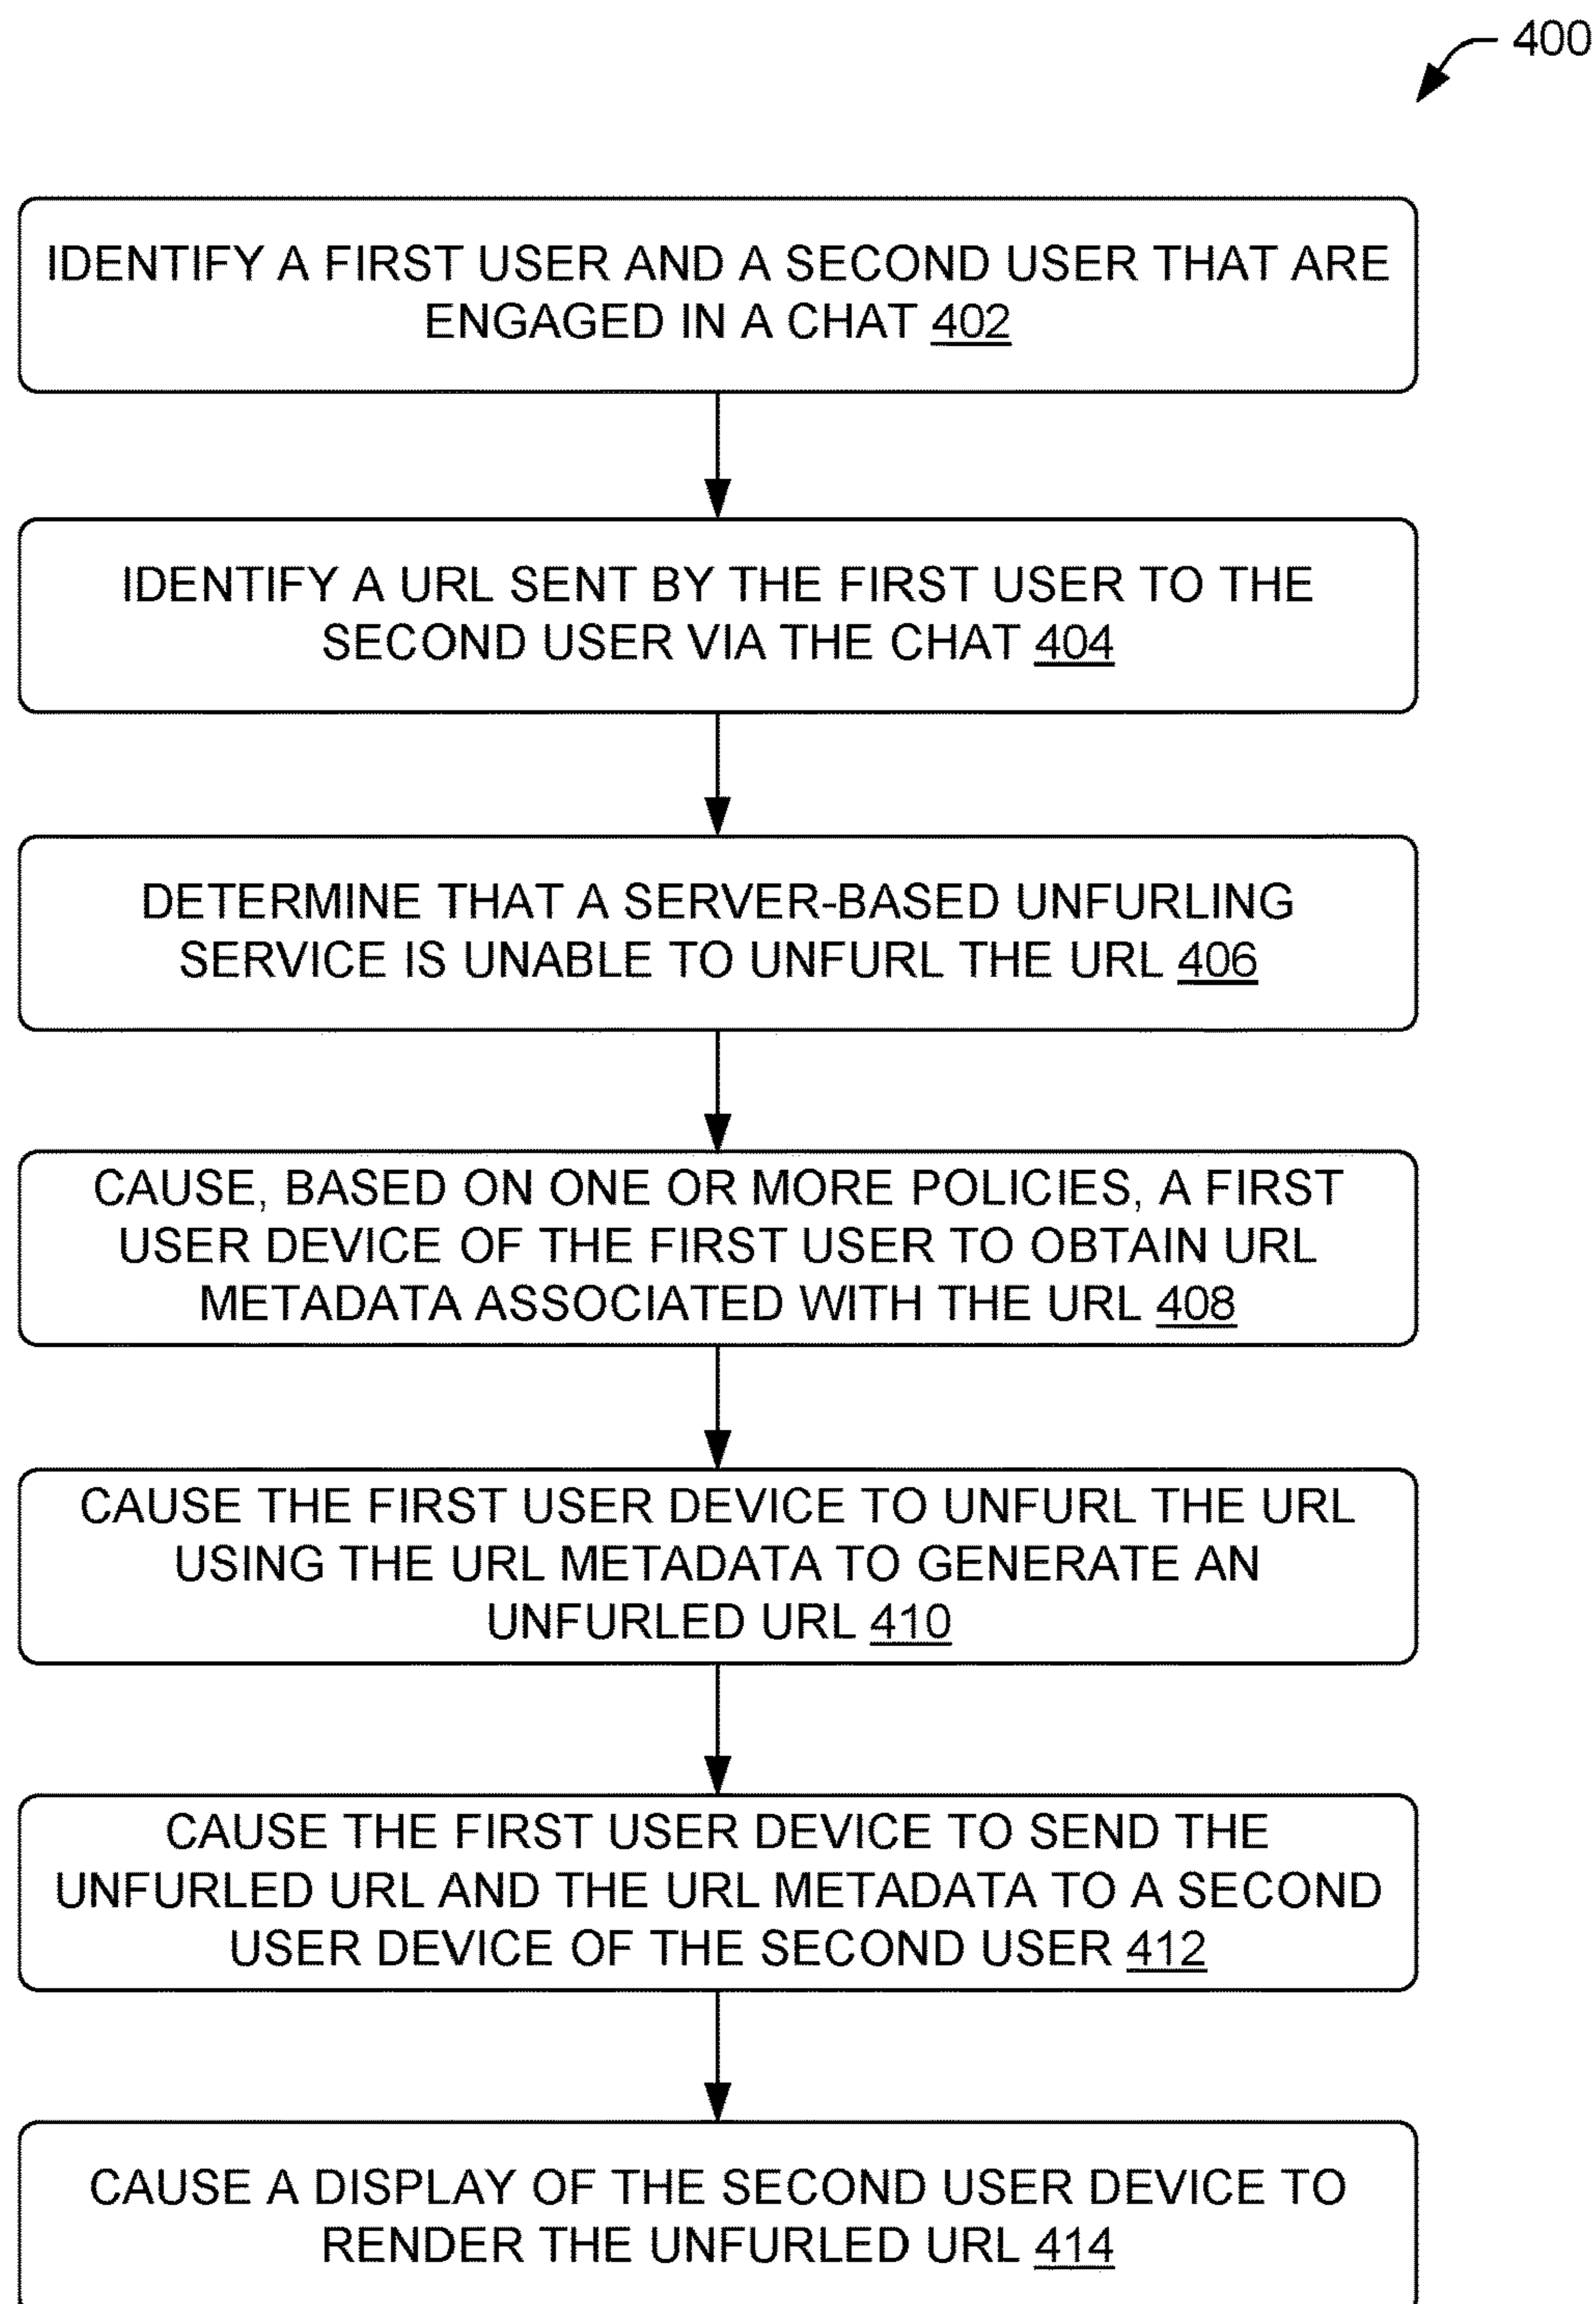 400
IDENTIFY A FIRST USER AND A SECOND USER THAT ARE
ENGAGED IN A CHAT 402
IDENTIFY A URL SENT BY THE FIRST USER TO THE
SECOND USER VIA THE CHAT 404
DETERMINE THAT A SERVER-BASED UNFURLING
SERVICE IS UNABLE TO UNFURL THE URL 406
CAUSE, BASED ON ONE OR MORE POLICIES, A FIRST
USER DEVICE OF THE FIRST USER TO OBTAIN URL
METADATA ASSOCIATED WITH THE URL 408
CAUSE THE FIRST USER DEVICE TO UNFURL THE URL
USING THE URL METADATA TO GENERATE AN
UNFURLED URL 410
CAUSE THE FIRST USER DEVICE TO SEND THE
UNFURLED URL AND THE URL METADATA TO A SECOND
USER DEVICE OF THE SECOND USER 412
CAUSE A DISPLAY OF THE SECOND USER DEVICE TO
RENDER THE UNFURLED URL 414